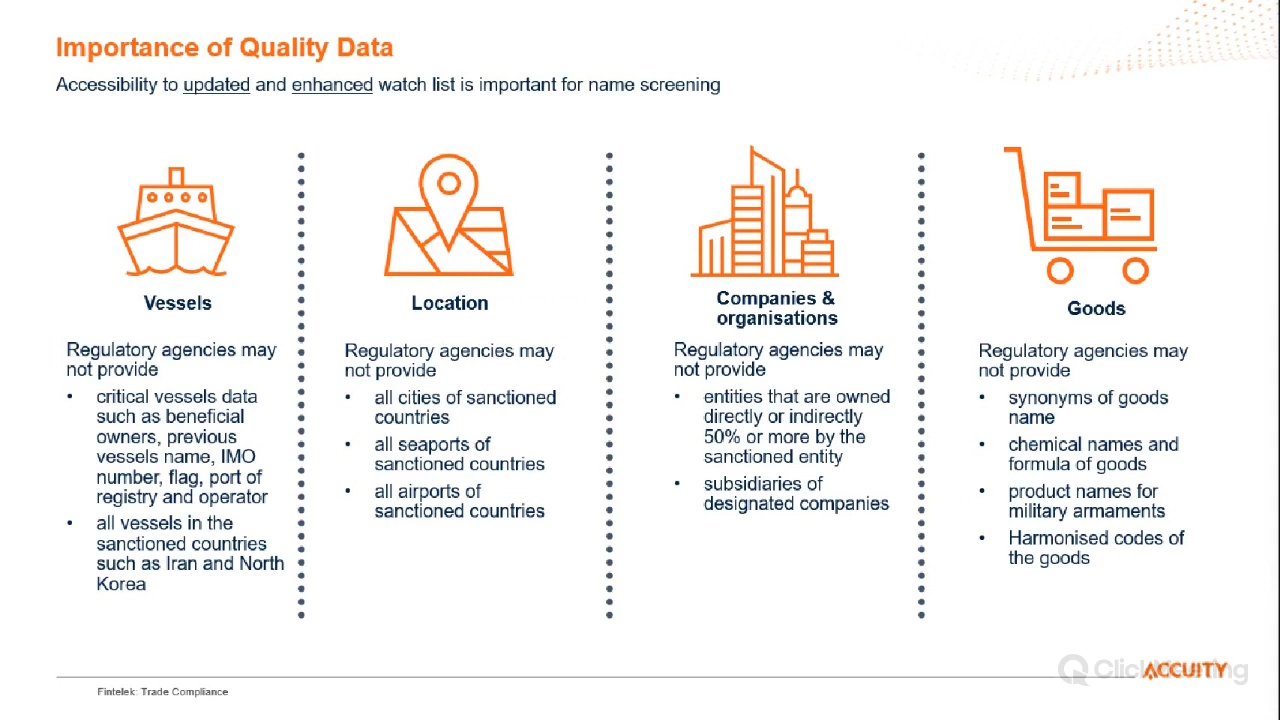 Importance of Quality Data
Accessibility to updated and enhanced watch list is important for name screening
Vessels
Regulatory agencies may
not provide
• critical vessels data
such as beneficial
owners, previous
vessels name, IMO
number, flag, port of
registry and operator
• all vessels in the
sanctioned countries
such as Iran and North
Korea
Location
Regulatory agencies may
not provide
• all cities of sanctioned
countries
• all seaports of
sanctioned countries
• all airports of
sanctioned countries
Companies &
organisations
Regulatory agencies may
not provide
• entities that are owned
directly or indirectly
50% or more by the
sanctioned entity
• subsidiaries of
designated companies
Goods
Regulatory agencies may
not provide
• synonyms of goods
name
• chemical names and
formula of goods
• product names for
military armaments
• Harmonised codes of
the goods
Fintelek: Trade Compliance
ACCUITY
ClickMeeting